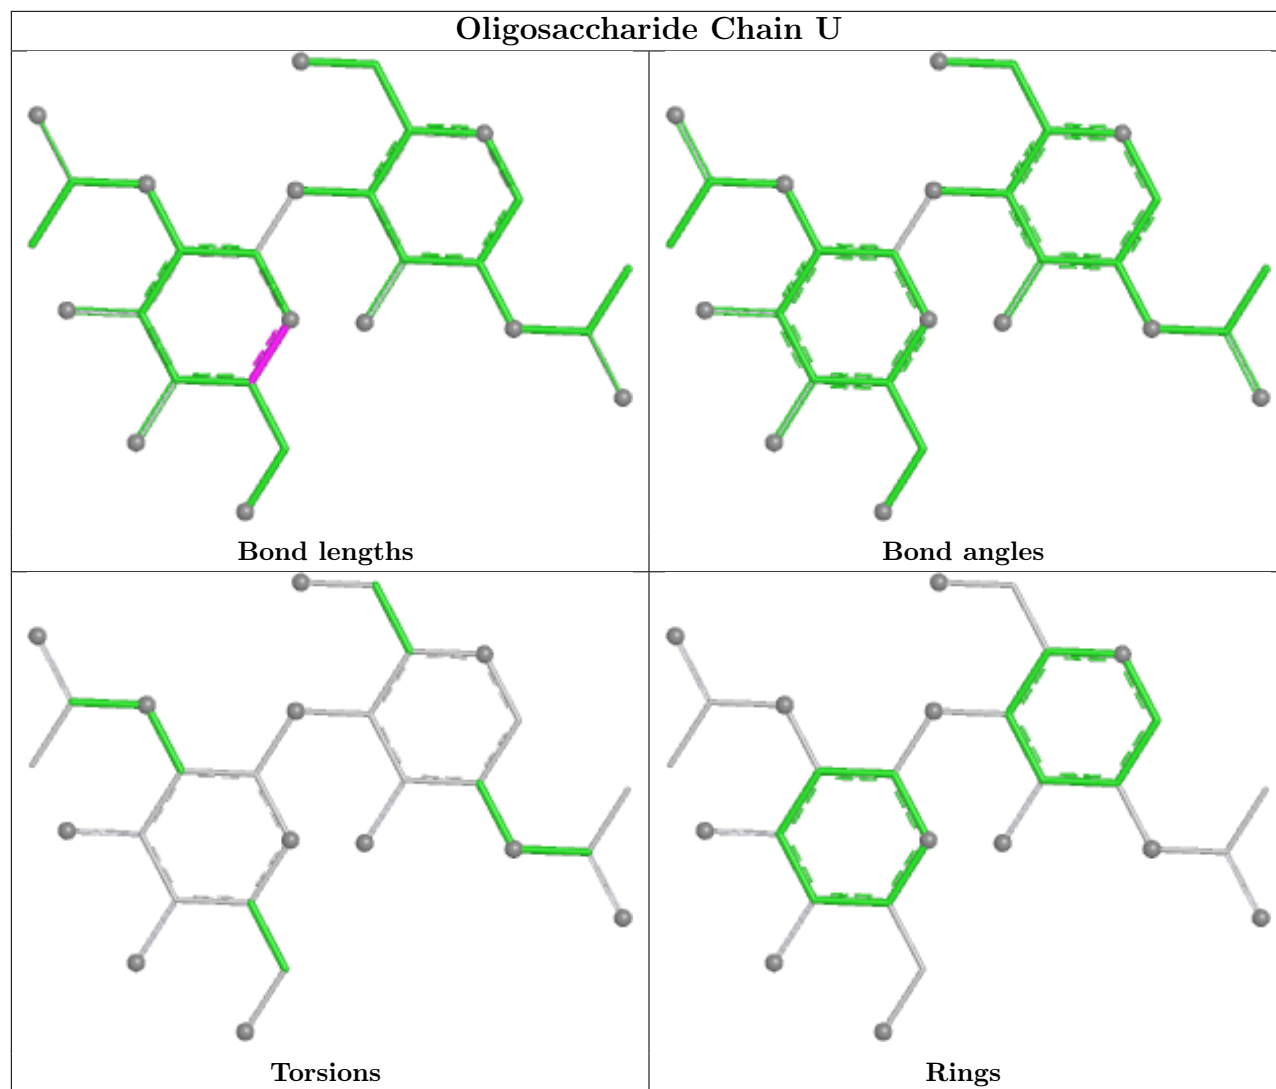 Oligosaccharide Chain U
Bond lengths
Bond angles
Torsions
Rings